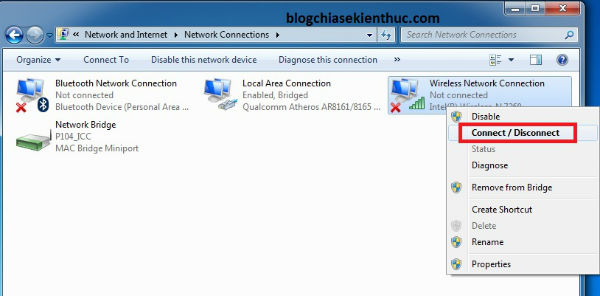 blogchiasekienthuc.com
Network and Internet Network Connections Search Network Connections
Organize Connect To Disable this network device Diagnose this connection »
Bluetooth Network Connection
Not connected
Bluetooth Device (Personal Area ...
Local Area Connection
Enabled, Bridged
Qualcomm Atheros AR8161/8165 ...
Wireless Network Connection
Not connected
Intel(R) Wireless-N 7260
Network Bridge
P104_ICC
MAC Bridge Miniport
Disable
Connect / Disconnect
Status
Diagnose
Remove from Bridge
Create Shortcut
Delete
Rename
Properties